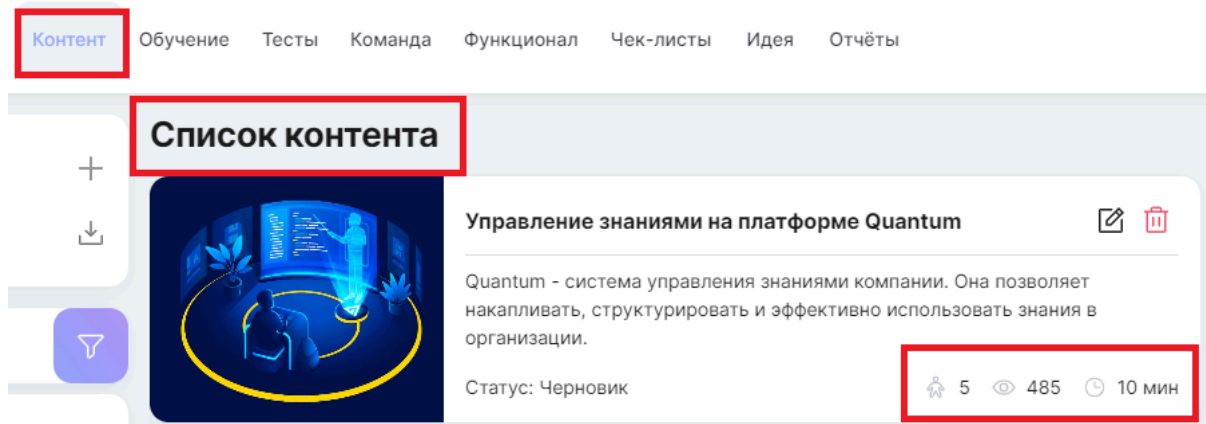 Контент Обучение Тесты Команда Функционал Чек-листы Идея Отчёты
Список контента
Управление знаниями на платформе Quantum
Quantum - система управления знаниями компании. Она позволяет
накапливать, структурировать и эффективно использовать знания в
организации.
Статус: Черновик 5 485 10 мин